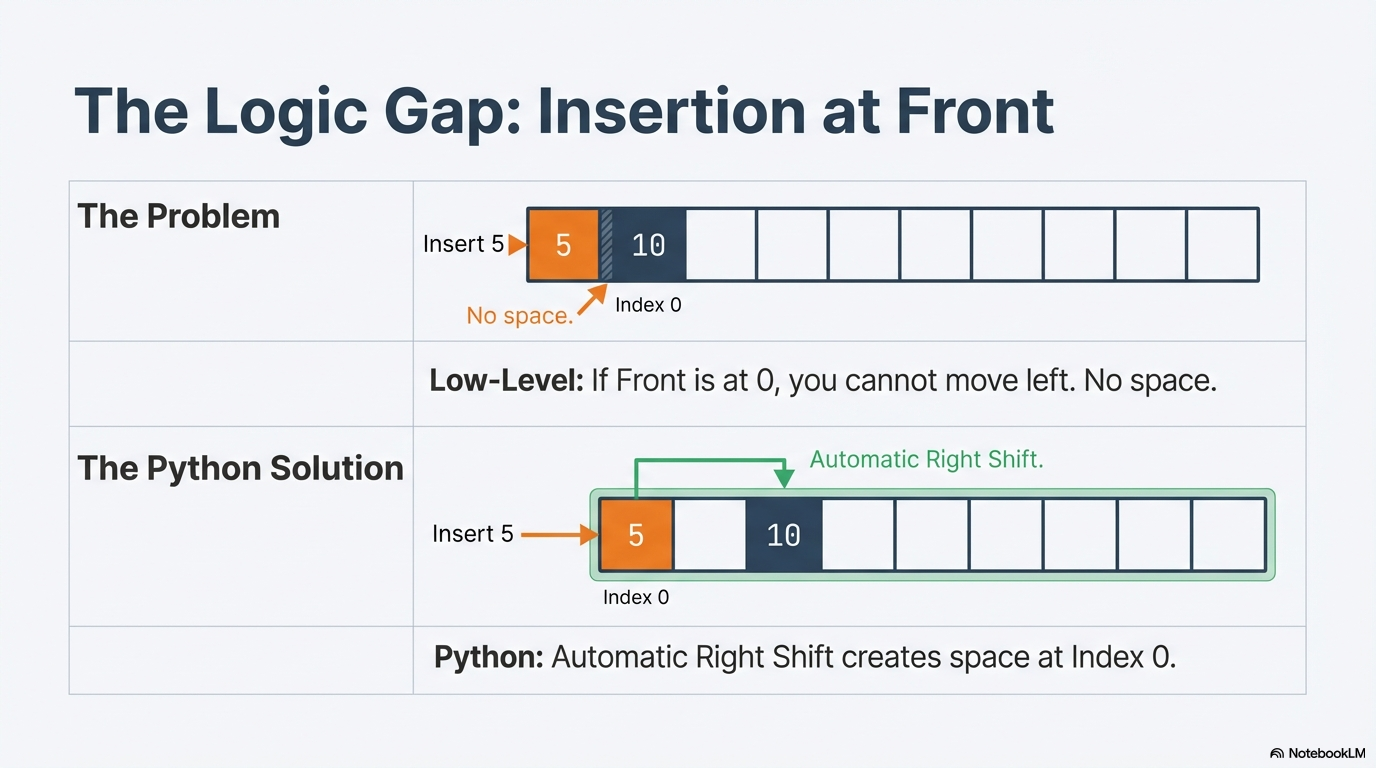 The Logic Gap: Insertion at Front
The Problem
Insert 5
5
10
No space.
Index 0
Low-Level: If Front is at 0, you cannot move left. No space.
The Python Solution
Automatic Right Shift.
Insert 5
5
10
Index 0
Python: Automatic Right Shift creates space at Index 0.
NotebookLM